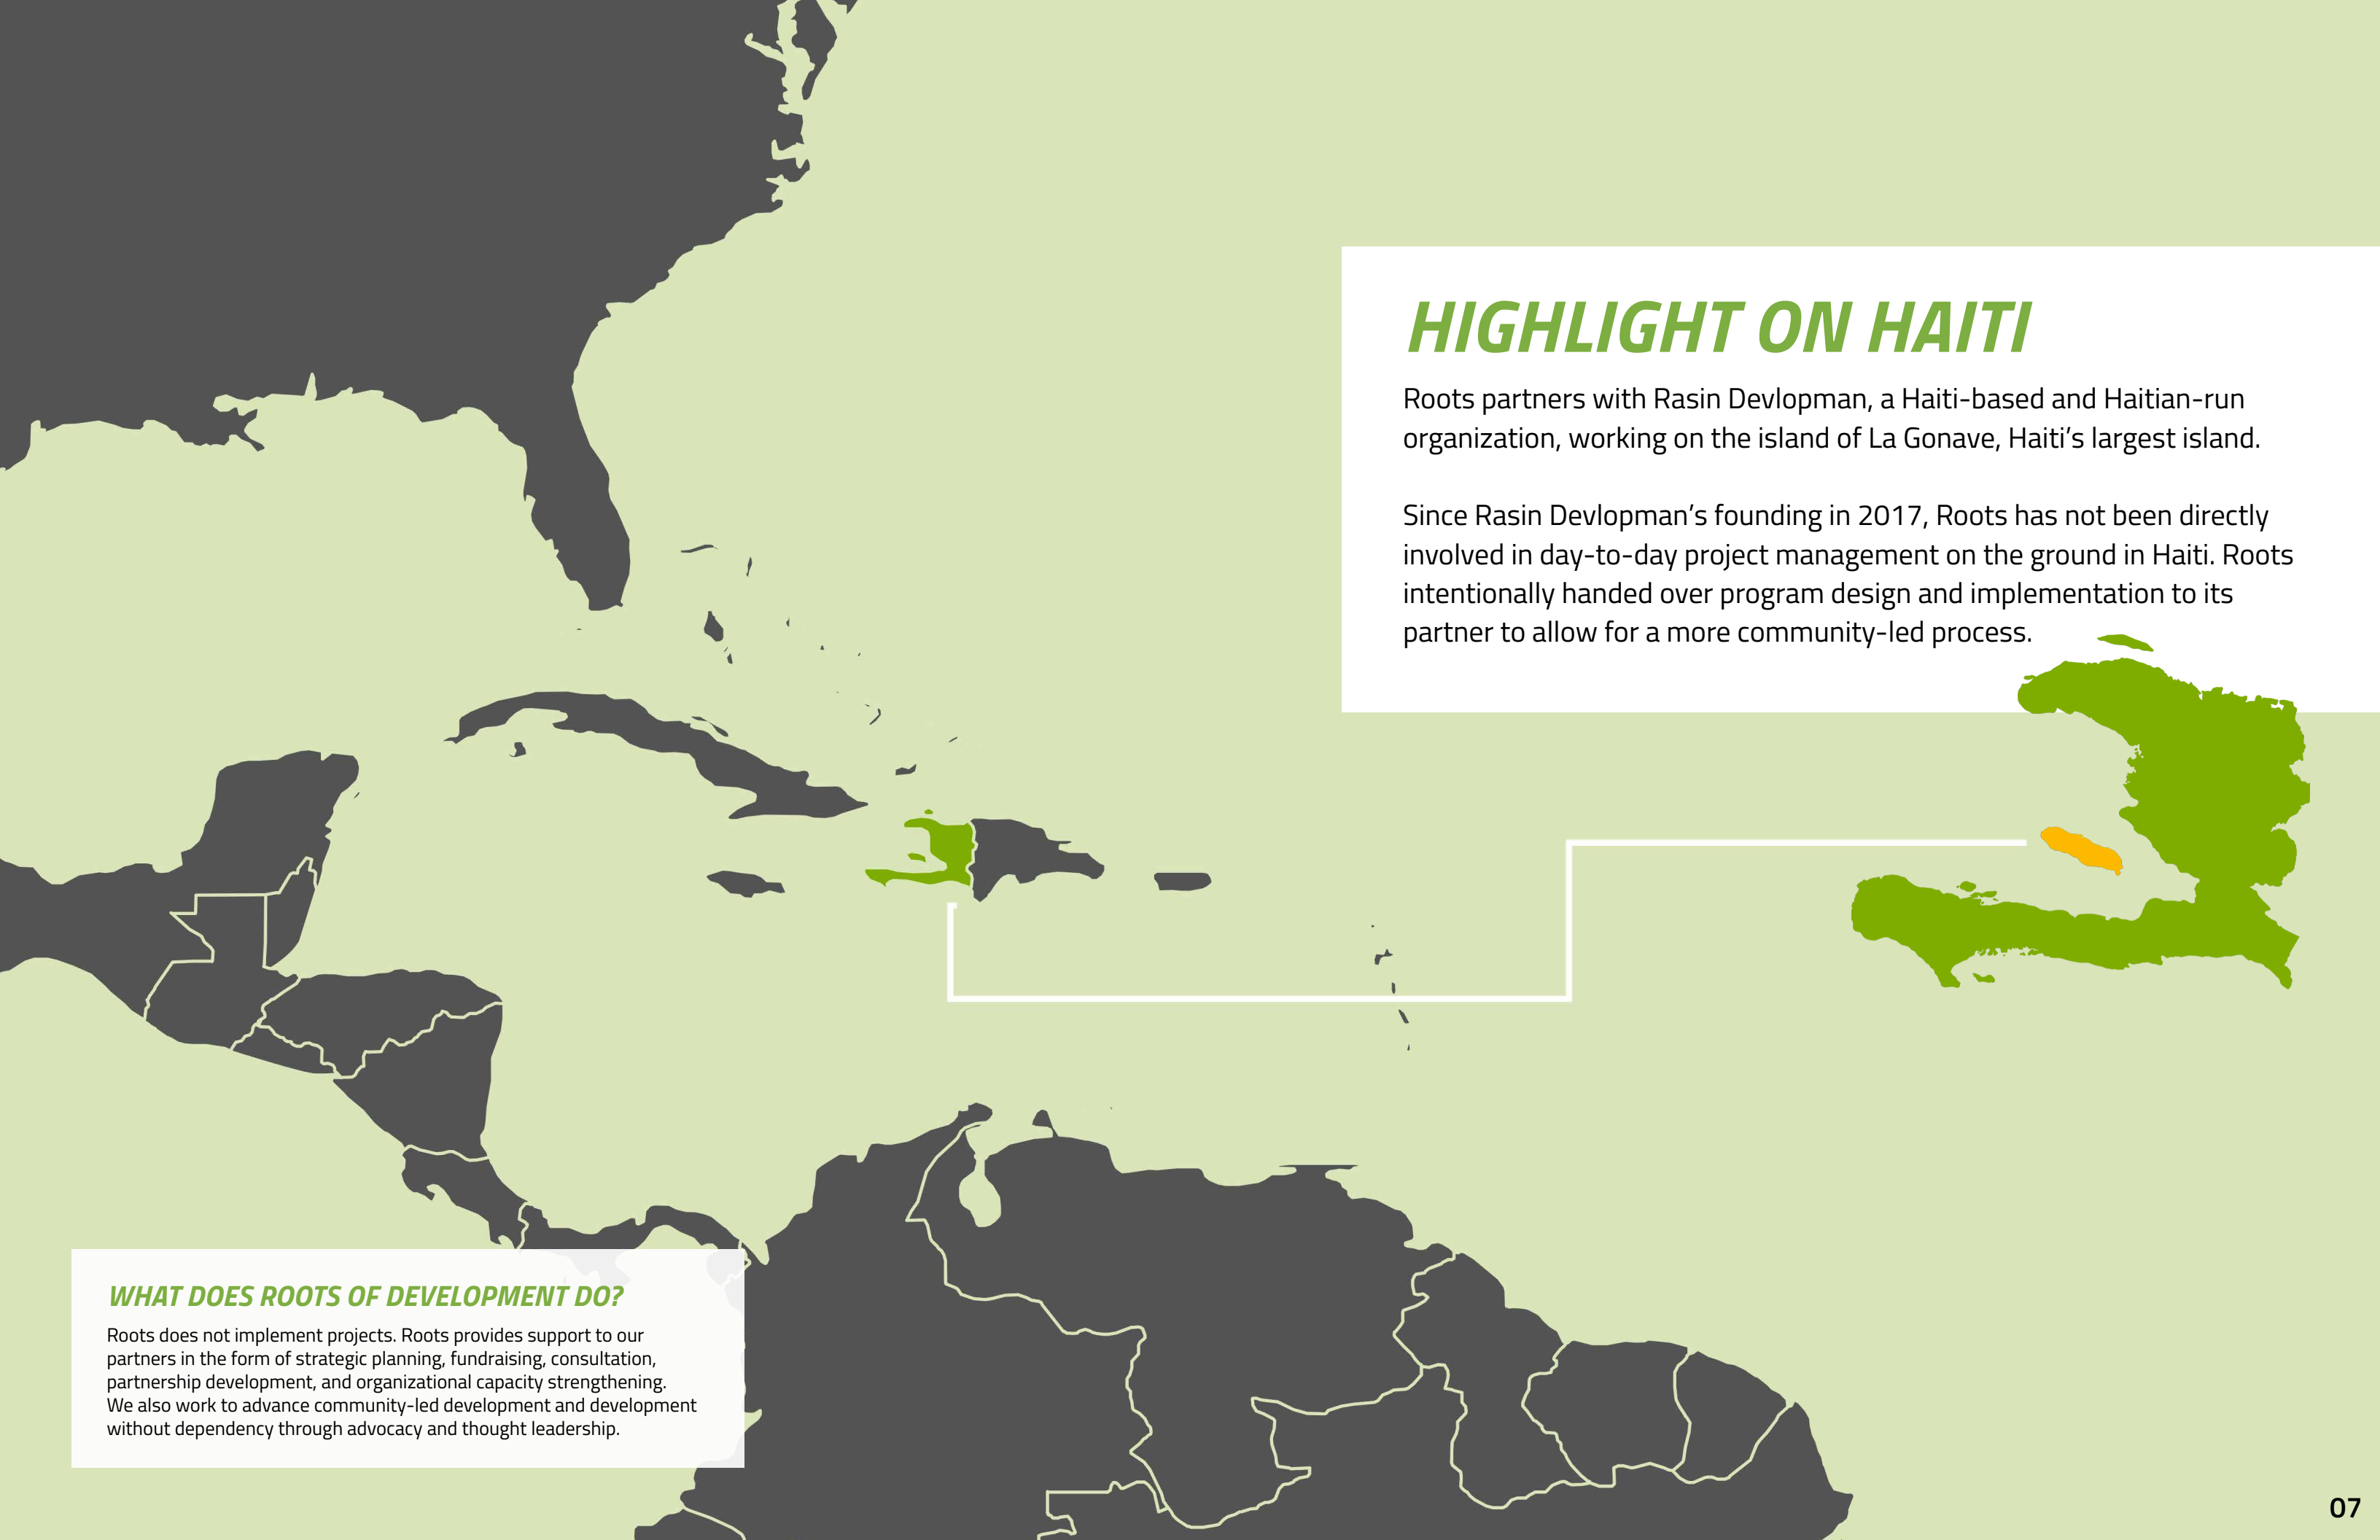 HIGHLIGHT ON HAITI
Roots partners with Rasin Devlopman, a Haiti-based and Haitian-run
organization, working on the island of La Gonave, Haiti’s largest island.
Since Rasin Devlopman’s founding in 2017, Roots has not been directly
involved in day-to-day project management on the ground in Haiti. Roots
intentionally handed over program design and implementation to its
partner to allow for a more community-led process.
WHAT DOES ROOTS OF DEVELOPMENT DO?
Roots does not implement projects. Roots provides support to our
partners in the form of strategic planning, fundraising, consultation,
partnership development, and organizational capacity strengthening.
We also work to advance community-led development and development
without dependency through advocacy and thought leadership.
07